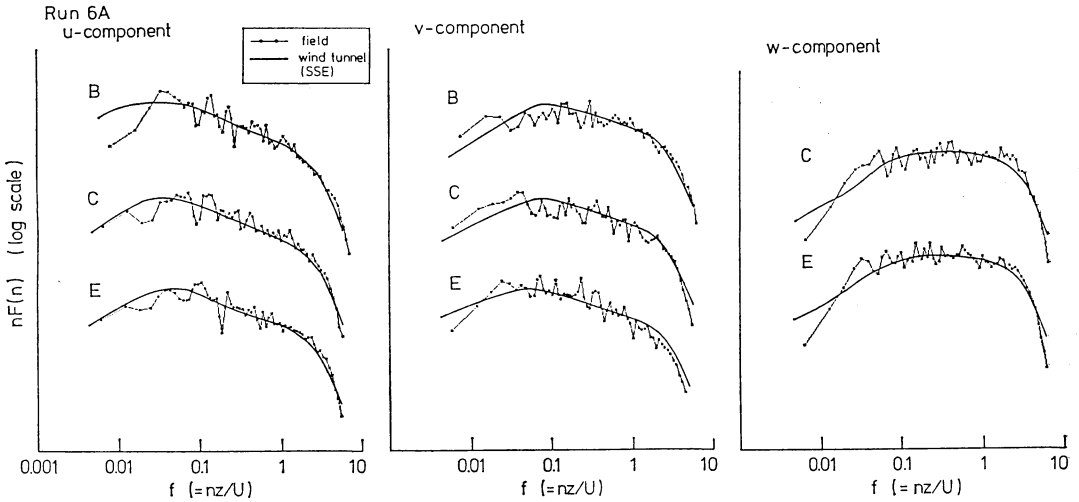 Run 6A
u-component
field
wind tunnel
(SSE)
v-component
w-component
nF(n) (log scale)
B
C
E
B
C
E
C
E
0.001
0.01
0.1
1
10
0.01
0.1
1
10
0.01
0.1
1
10
f (=nz/U)
f (=nz/U)
f (=nz/U)